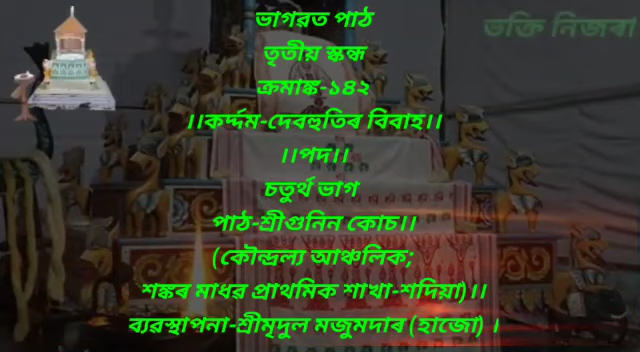 ভাগৱত পাঠ
ভক্তি নিজৰা
তৃতীয় স্কন্ধ
ক্ৰমাঙ্ক-১৪২
।।কৰ্দ্দম-দেবহুতিৰ বিবাহ।।
।।পদ।।
চতুৰ্থ ভাগ
পাঠ-শ্ৰীগুনিন কোচ।।
(কৌন্দ্ৰল্য আঞ্চলিক;
শঙ্কৰ মাধৱ প্ৰাথমিক শাখা-শদিয়া)।।
ব্যৱস্থাপনা-শ্ৰীমৃদুল মজুমদাৰ (হাজো) ।